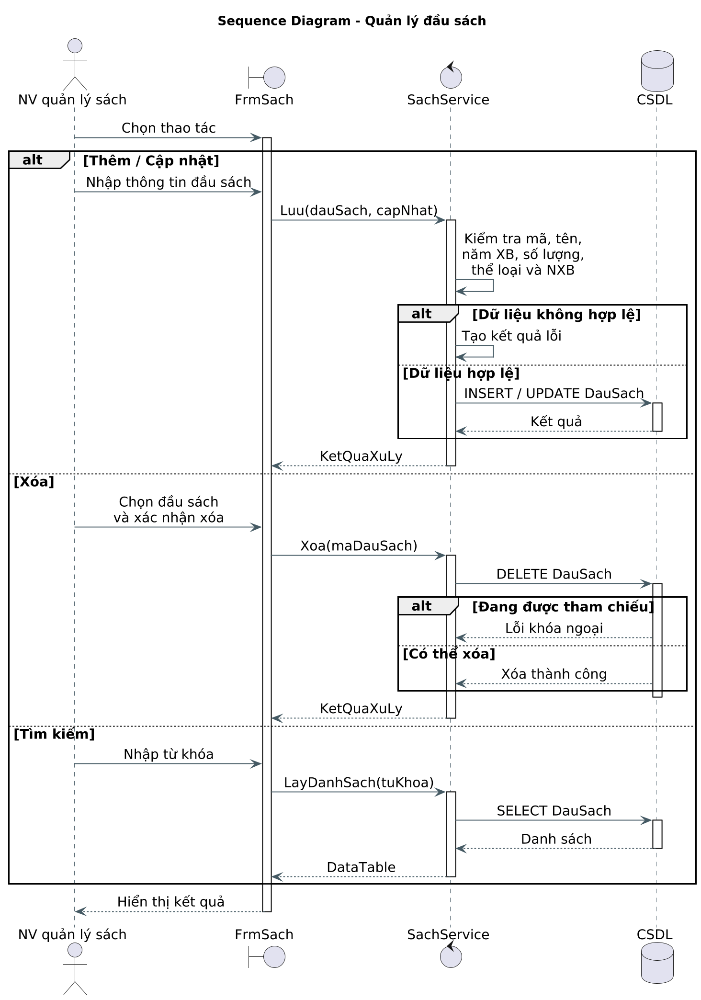 Sequence Diagram - Quản lý đầu sách
NV quản lý sách
FrmSach
SachService
CSDL
Chọn thao tác
alt
[Thêm / Cập nhật]
Nhập thông tin đầu sách
Luu(dauSach, capNhat)
Kiểm tra mã, tên,
năm XB, số lượng,
thể loại và NXB
alt
[Dữ liệu không hợp lệ]
Tạo kết quả lỗi
[Dữ liệu hợp lệ]
INSERT / UPDATE DauSach
Kết quả
KetQuaXuLy
[Xóa]
Chọn đầu sách
và xác nhận xóa
Xoa(maDauSach)
DELETE DauSach
alt
[Đang được tham chiếu]
Lỗi khóa ngoại
[Có thể xóa]
Xóa thành công
KetQuaXuLy
[Tìm kiếm]
Nhập từ khóa
LayDanhSach(tuKhoa)
SELECT DauSach
Danh sách
DataTable
Hiển thị kết quả
NV quản lý sách
FrmSach
SachService
CSDL